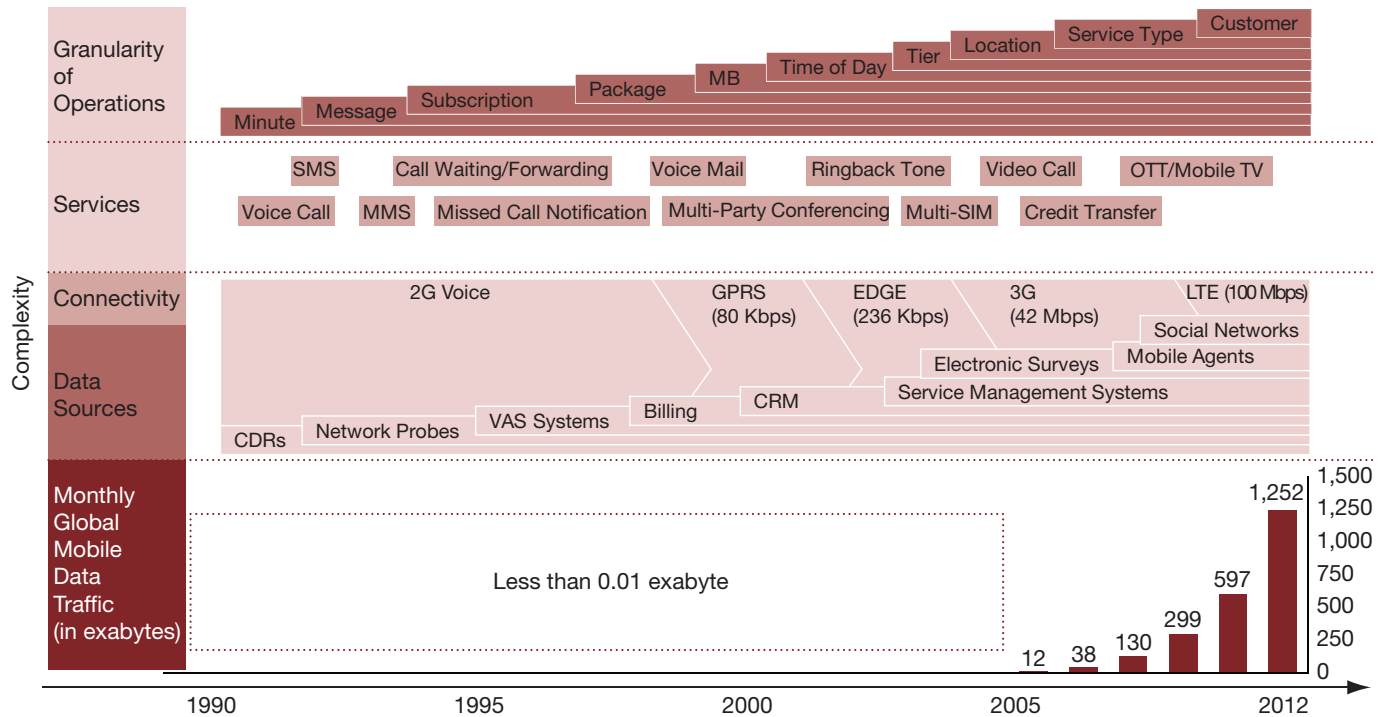 Complexity
Granularity
of
Operations
Minute
Message
Subscription
Package
MB
Time of Day
Tier
Location
Service Type
Customer
Services
SMS
Call Waiting/Forwarding
Voice Mail
Ringback Tone
Video Call
OTT/Mobile TV
Voice Call
MMS
Missed Call Notification
Multi-Party Conferencing
Multi-SIM
Credit Transfer
Connectivity
2G Voice
GPRS
(80 Kbps)
EDGE
(236 Kbps)
3G
(42 Mbps)
LTE (100 Mbps)
Data
Sources
CDRs
Network Probes
VAS Systems
Billing
CRM
Service Management Systems
Electronic Surveys
Mobile Agents
Social Networks
Monthly
Global
Mobile
Data
Traffic
(in exabytes)
Less than 0.01 exabyte
12
38
130
299
597
1,252
1,500
1,250
1,000
750
500
250
0
1990
1995
2000
2005
2012